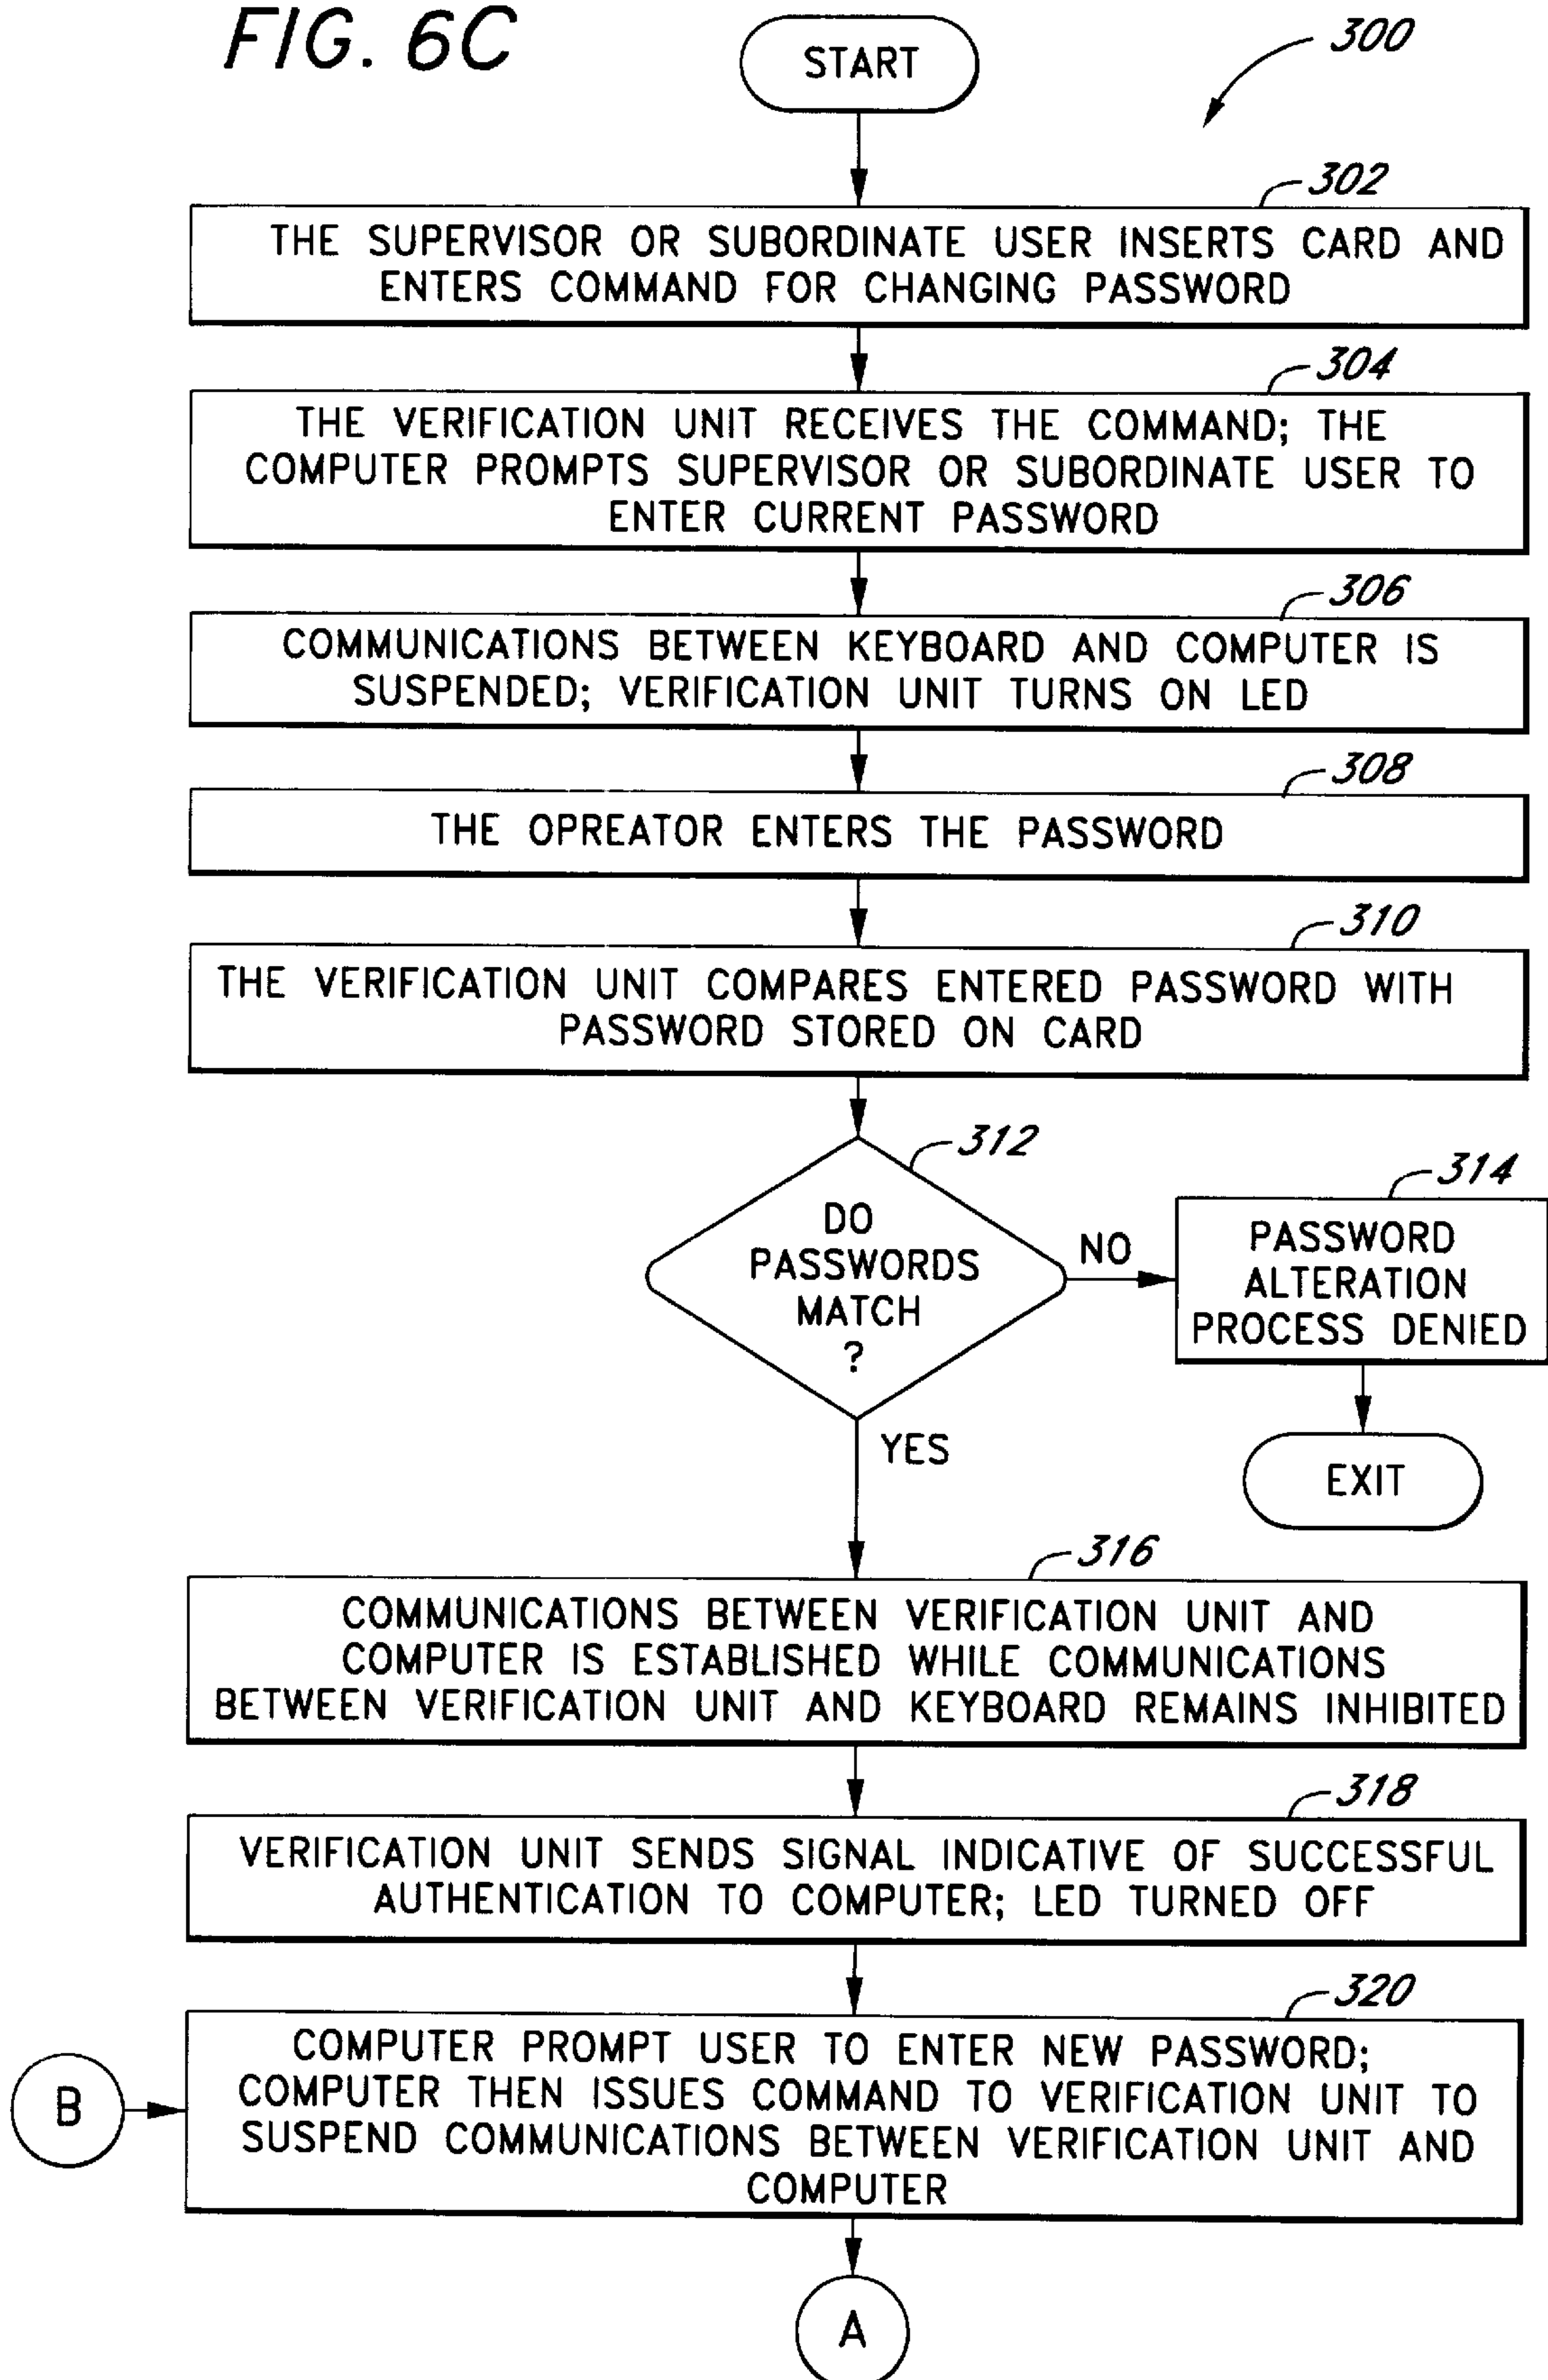 FIG. 6C
START
300
302
THE SUPERVISOR OR SUBORDINATE USER INSERTS CARD AND
ENTERS COMMAND FOR CHANGING PASSWORD
304
THE VERIFICATION UNIT RECEIVES THE COMMAND; THE
COMPUTER PROMPTS SUPERVISOR OR SUBORDINATE USER TO
ENTER CURRENT PASSWORD
306
COMMUNICATIONS BETWEEN KEYBOARD AND COMPUTER IS
SUSPENDED; VERIFICATION UNIT TURNS ON LED
308
THE OPREATOR ENTERS THE PASSWORD
310
THE VERIFICATION UNIT COMPARES ENTERED PASSWORD WITH
PASSWORD STORED ON CARD
312
DO
PASSWORDS
MATCH
?
NO
314
PASSWORD
ALTERATION
PROCESS DENIED
EXIT
YES
316
COMMUNICATIONS BETWEEN VERIFICATION UNIT AND
COMPUTER IS ESTABLISHED WHILE COMMUNICATIONS
BETWEEN VERIFICATION UNIT AND KEYBOARD REMAINS INHIBITED
318
VERIFICATION UNIT SENDS SIGNAL INDICATIVE OF SUCCESSFUL
AUTHENTICATION TO COMPUTER; LED TURNED OFF
320
COMPUTER PROMPT USER TO ENTER NEW PASSWORD;
COMPUTER THEN ISSUES COMMAND TO VERIFICATION UNIT TO
SUSPEND COMMUNICATIONS BETWEEN VERIFICATION UNIT AND
COMPUTER
B
A